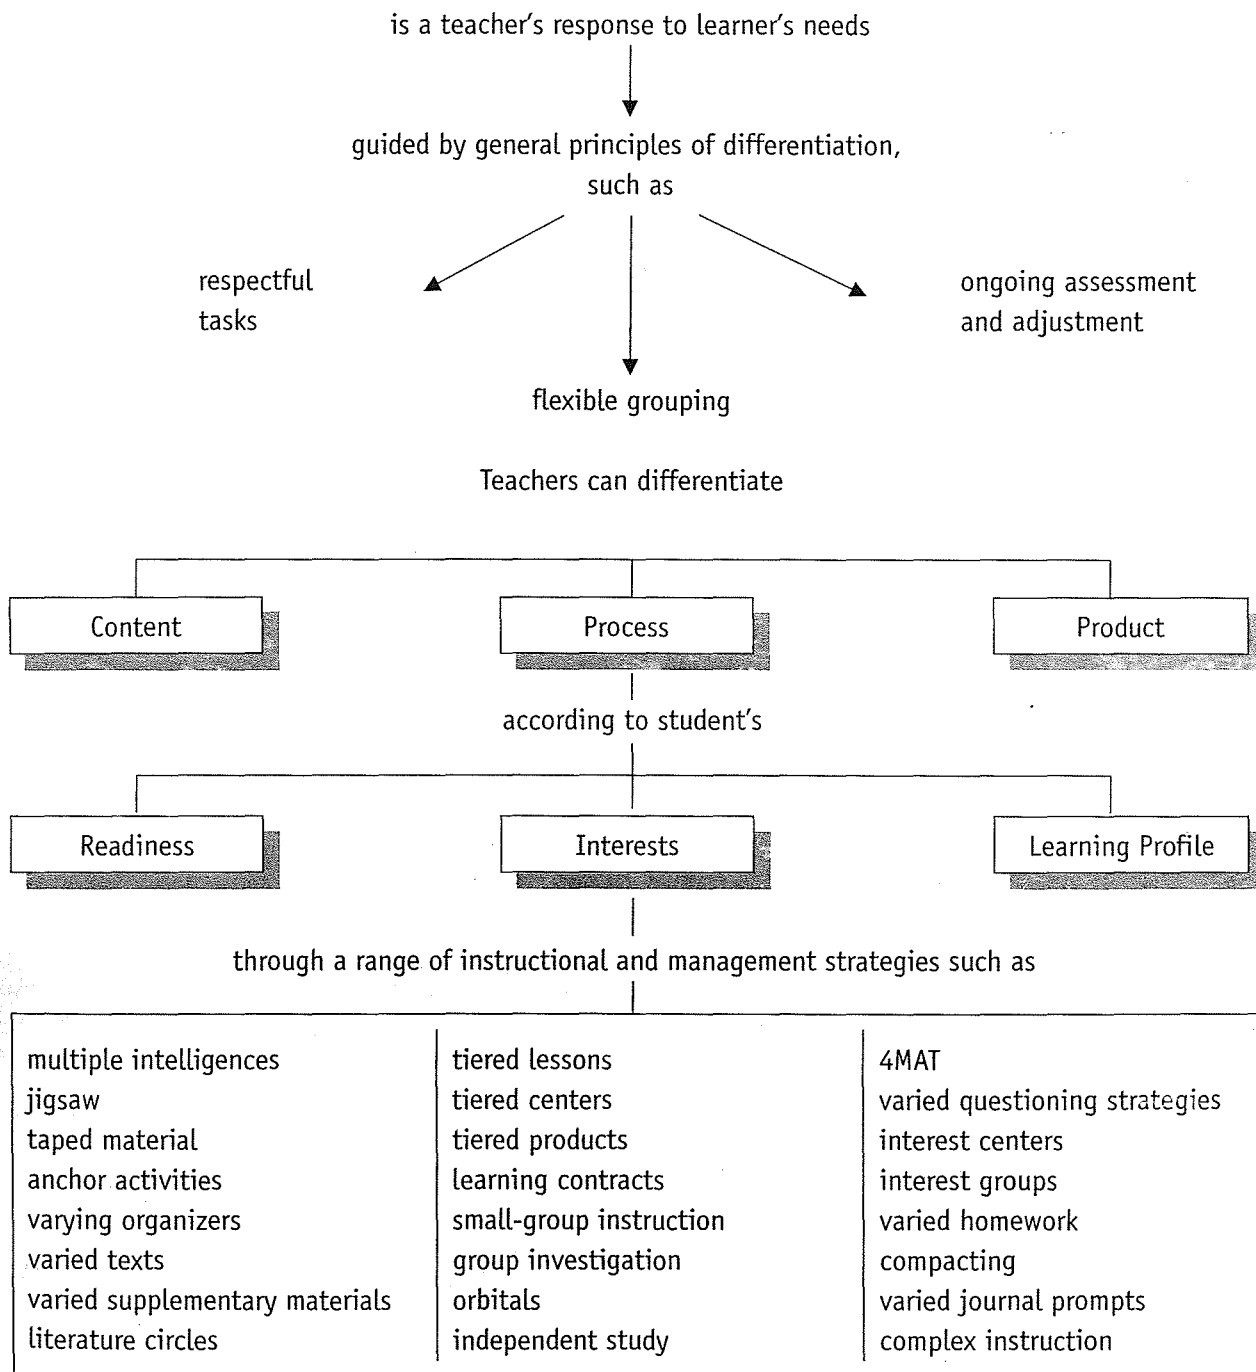 is a teacher's response to learner's needs
guided by general principles of differentiation,
such as
respectful
tasks
ongoing assessment
and adjustment
flexible grouping
Teachers can differentiate
Content
Process
Product
according to student's
Readiness
Interests
Learning Profile
through a range of instructional and management strategies such as
multiple intelligences
jigsaw
taped material
anchor activities
varying organizers
varied texts
varied supplementary materials
literature circles
tiered lessons
tiered centers
tiered products
learning contracts
small-group instruction
group investigation
orbitals
independent study
4MAT
varied questioning strategies
interest centers
interest groups
varied homework
compacting
varied journal prompts
complex instruction